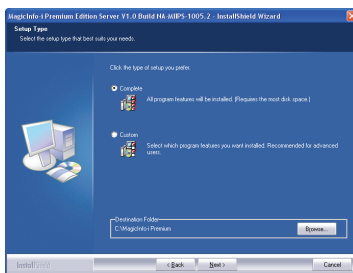 MagicInfo-i Premium Edition Server V1.0 Build NA-MIIPS-1005.2 - InstallShield Wizard
Setup Type
Select the setup type that best suits your needs.
Click the type of setup you prefer.
Complete
All program features will be installed. (Requires the most disk space.)
Custom
Select which program features you want installed. Recommended for advanced
users.
Destination Folder
C:\MagicInfo-i Premium
Browse...
InstallShield
< Back
Next >
Cancel